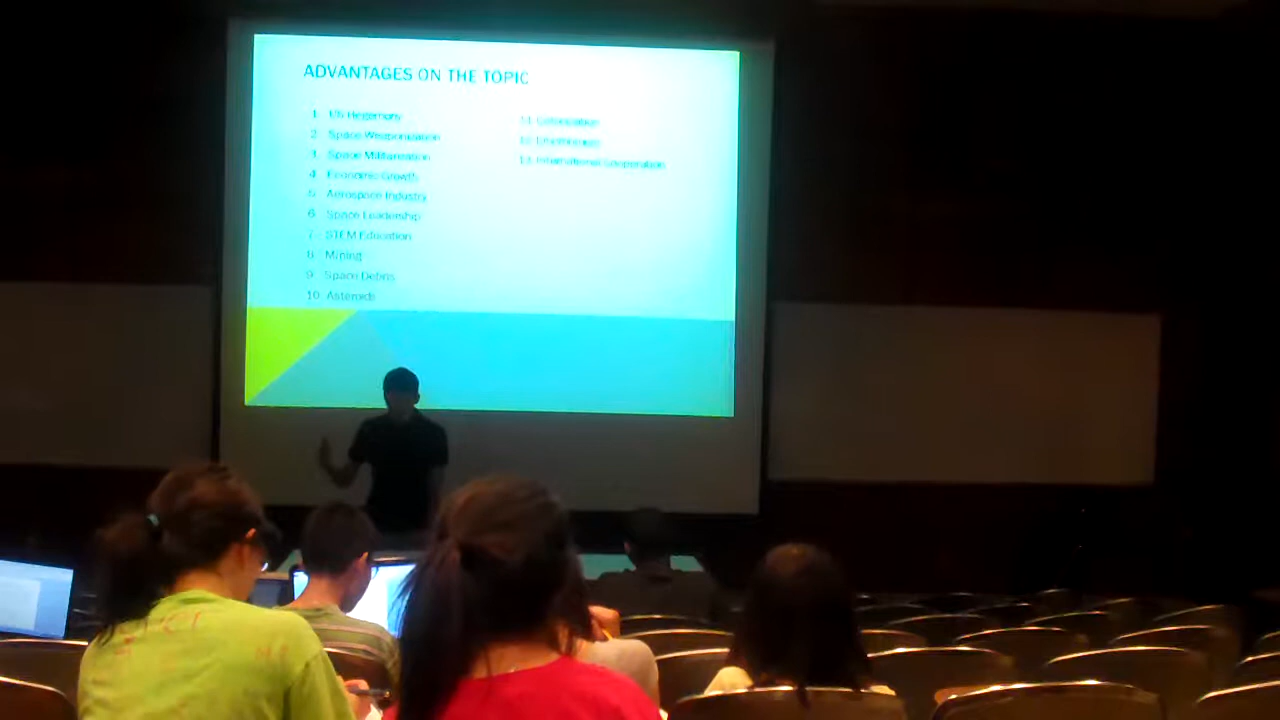 ADVANTAGES ON THE TOPIC
1. US Hegemony
2. Space Weaponization
3. Space Militarization
4. Economic Growth
5. Aerospace Industry
6. Space Leadership
7. STEM Education
8. Mining
9. Space Debris
10. Asteroids
11. Colonization
12.
13. International Cooperation